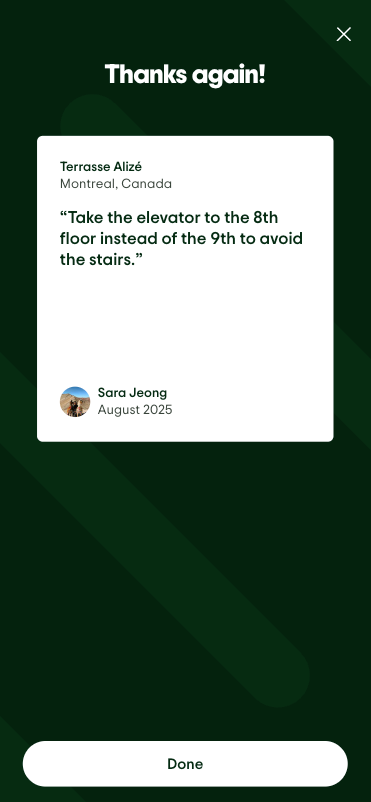 Thanks again!
Terrasse Alizé
Montreal, Canada
“Take the elevator to the 8th
floor instead of the 9th to avoid
the stairs.”
Sara Jeong
August 2025
Done